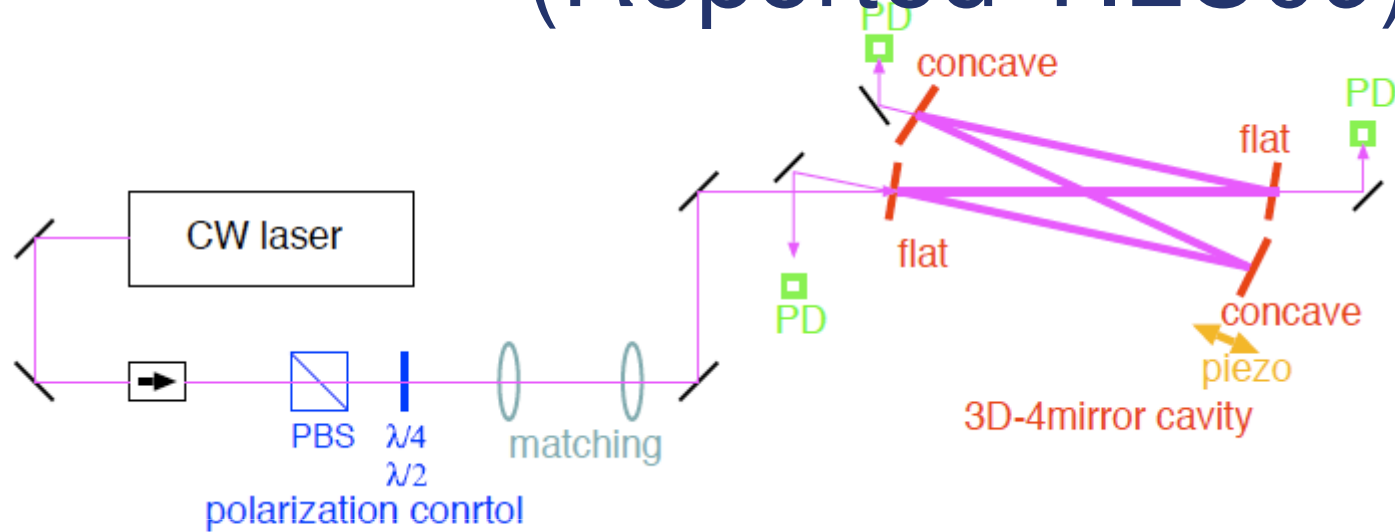 PD
concave
PD
flat
CW laser
flat
PD
concave
piezo
3D-4mirror cavity
PBS
λ/4
λ/2
matching
polarization conrtol